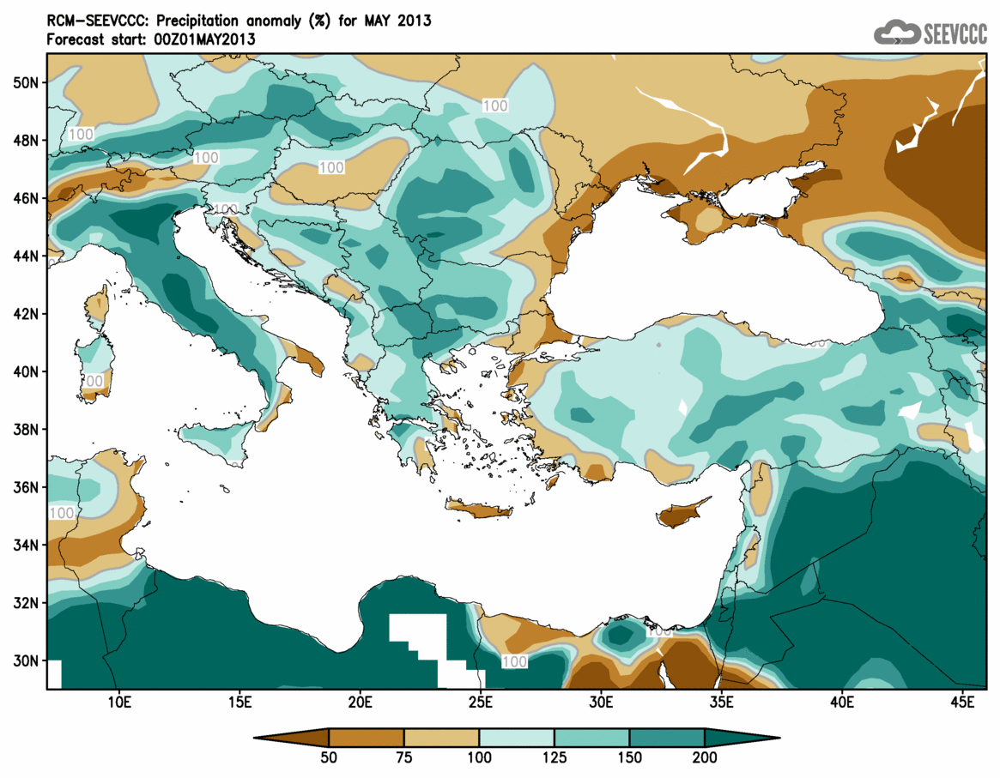 RCM-SEEVCCC: Precipitation anomaly (%) for MAY 2013
Forecast start: 00Z01MAY2013
SEEVCCC
50N
100
48N
100
100
100
46N
100
44N
42N
40N
00
38N
36N
100
34N
32N
100
30N
100
10E 15E 20E 25E 30E 35E 40E 45E
50 75 100 125 150 200